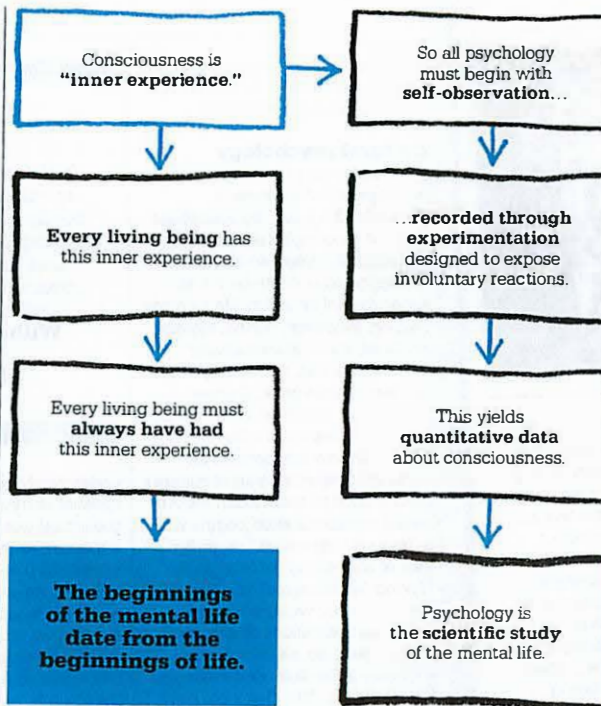 Consciousness is
“inner experience.”
Every living being has
this inner experience.
Every living being must
always have had
this inner experience.
The beginnings
of the mental life
date from the
beginnings of life.
So all psychology
must begin with
self-observation...
...recorded through
experimentation
designed to expose
involuntary reactions.
This yields
quantitative data
about consciousness.
Psychology is
the scientific study
of the mental life.